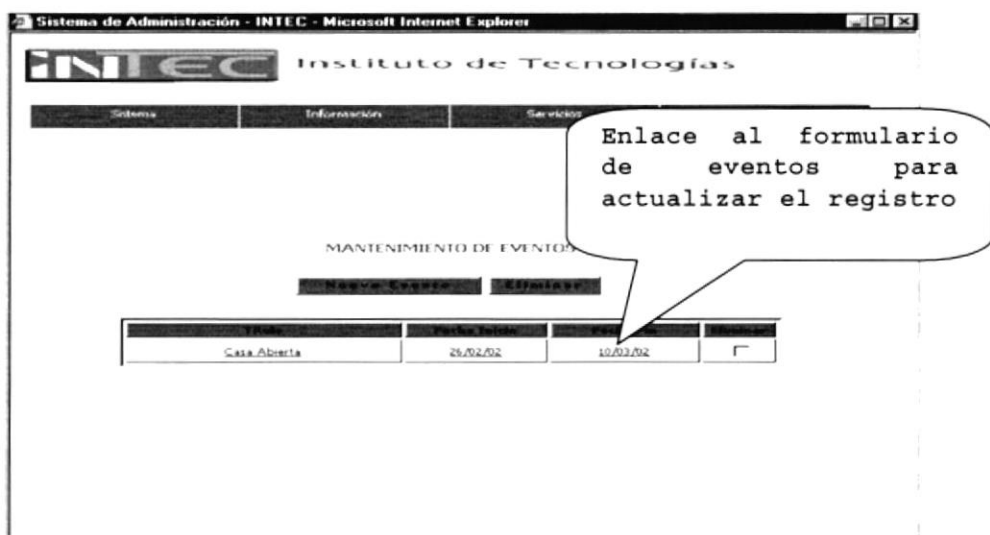 Sistema de Administración - INTEC - Microsoft Internet Explorer
INTEC Instituto de Tecnologías
Sistema Información Servicios
Enlace al formulario
de eventos para
actualizar el registro
MANTENIMIENTO DE EVENTOS
Nuevo Evento Eliminar
Título Fecha Inicio Eliminar
Casa Abierta 26/02/02 10/03/02